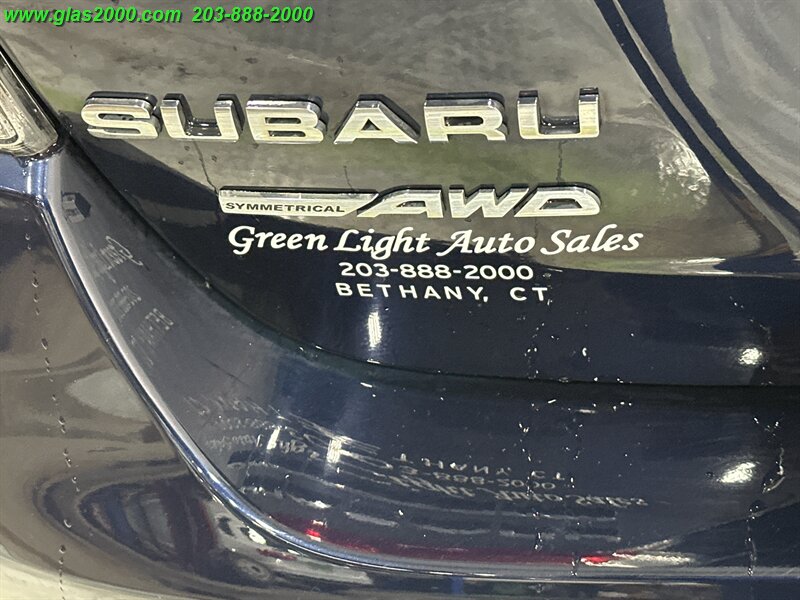 www.glas2000.com 203-888-2000
SUBARU
SYMMETRICAL AWD
Green Light Auto Sales
203-888-2000
BETHANY, CT